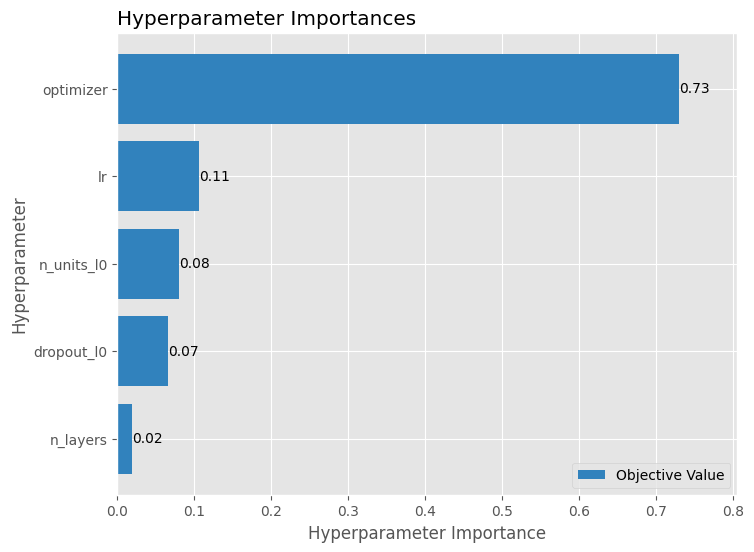 Hyperparameter Importances
optimizer
0.73
lr
0.11
n_units_l0
0.08
dropout_l0
0.07
n_layers
0.02
Hyperparameter
Objective Value
0.0 0.1 0.2 0.3 0.4 0.5 0.6 0.7 0.8
Hyperparameter Importance